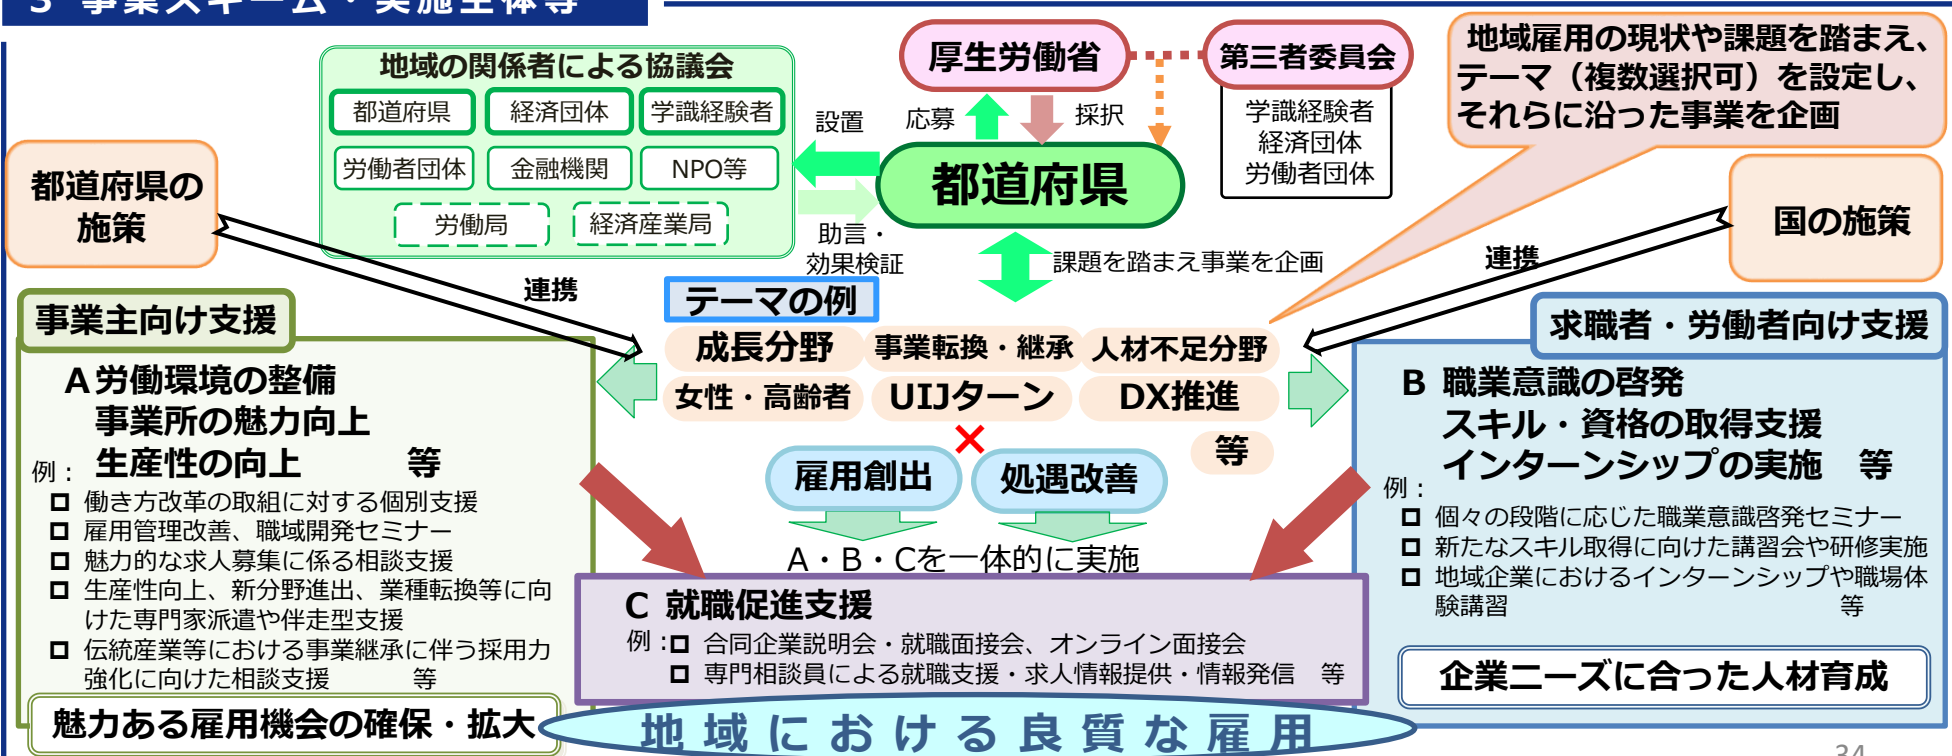 3 事業スキーム・実施主体等
地域の関係者による協議会
都道府県
経済団体
学識経験者
労働者団体
金融機関
NPO等
労働局
経済産業局
設置
助言・
効果検証
厚生労働省
応募
採択
第三者委員会
学識経験者
経済団体
労働者団体
都道府県
課題を踏まえ事業を企画
地域雇用の現状や課題を踏まえ、
テーマ（複数選択可）を設定し、
それらに沿った事業を企画
都道府県の
施策
連携
国の施策
連携
テーマの例
成長分野
事業転換・継承
人材不足分野
女性・高齢者
UIJターン
DX推進
等
×
雇用創出
処遇改善
A・B・Cを一体的に実施
事業主向け支援
A 労働環境の整備
事業所の魅力向上
生産性の向上 等
例：
働き方改革の取組に対する個別支援
雇用管理改善、職域開発セミナー
魅力的な求人募集に係る相談支援
生産性向上、新分野進出、業種転換等に向
けた専門家派遣や伴走型支援
伝統産業等における事業継承に伴う採用力
強化に向けた相談支援 等
魅力ある雇用機会の確保・拡大
求職者・労働者向け支援
B 職業意識の啓発
スキル・資格の取得支援
インターンシップの実施 等
例：
個々の段階に応じた職業意識啓発セミナー
新たなスキル取得に向けた講習会や研修実施
地域企業におけるインターンシップや職場体
験講習 等
企業ニーズに合った人材育成
C 就職促進支援
例：合同企業説明会・就職面接会、オンライン面接会
専門相談員による就職支援・求人情報提供・情報発信 等
地域における良質な雇用
34